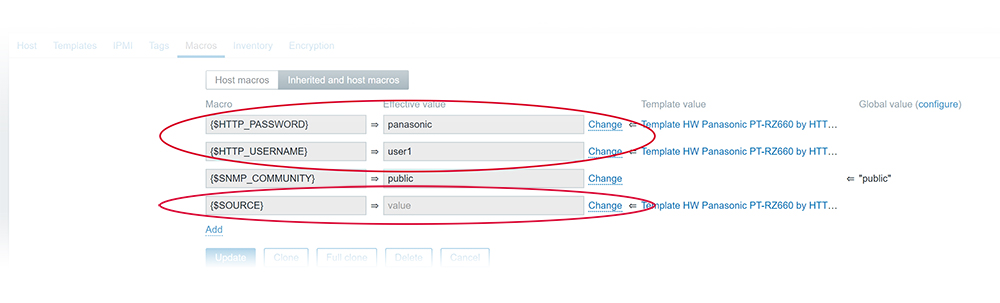 Host Templates IPMI Tags Macros Inventory Encryption
Host macros Inherited and host macros
Macro Effective value Template value Global value (configure)
{$HTTP_PASSWORD} ⇒ panasonic Change ⇐ Template HW Panasonic PT-RZ660 by HTT…
{$HTTP_USERNAME} ⇒ user1 Change ⇐ Template HW Panasonic PT-RZ660 by HTT…
{$SNMP_COMMUNITY} ⇒ public Change ⇐ "public"
{$SOURCE} ⇒ value Change ⇐ Template HW Panasonic PT-RZ660 by HTT…
Add
Update Clone Full clone Delete Cancel